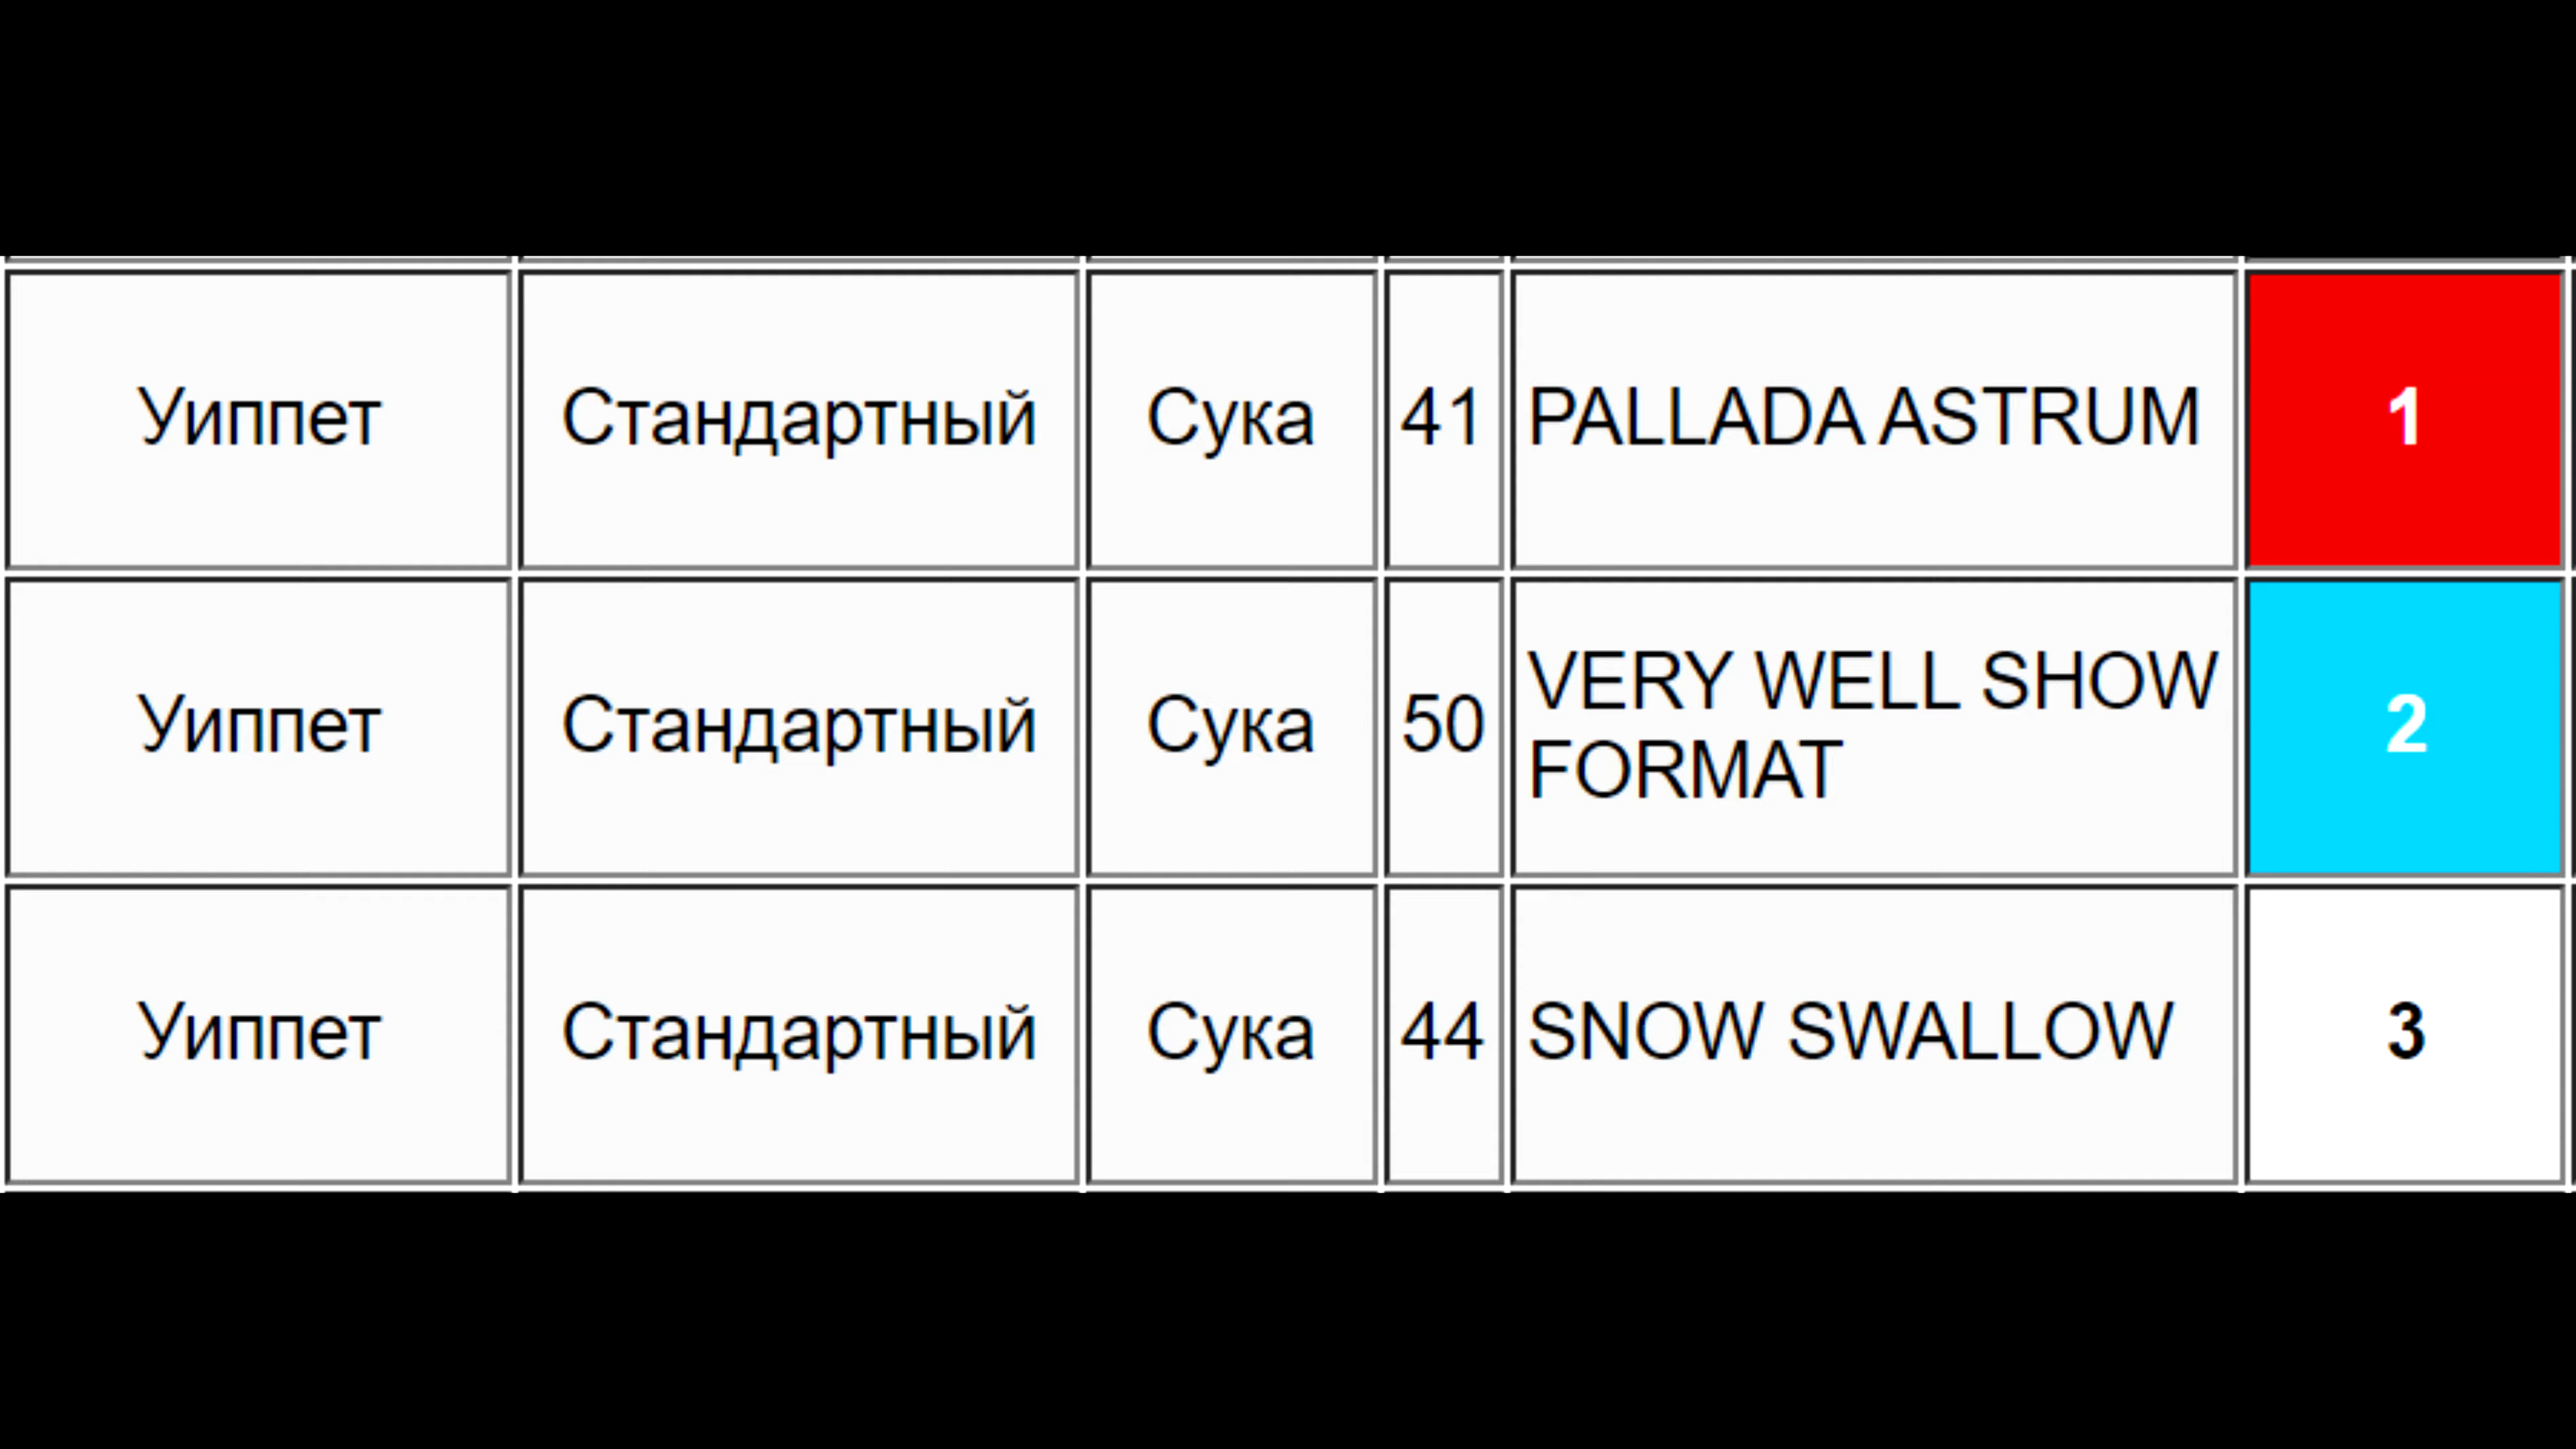 Уиппет Стандартный Сука 41 PALLADA ASTRUM 1
Уиппет Стандартный Сука 50 VERY WELL SHOW
FORMAT 2
Уиппет Стандартный Сука 44 SNOW SWALLOW 3